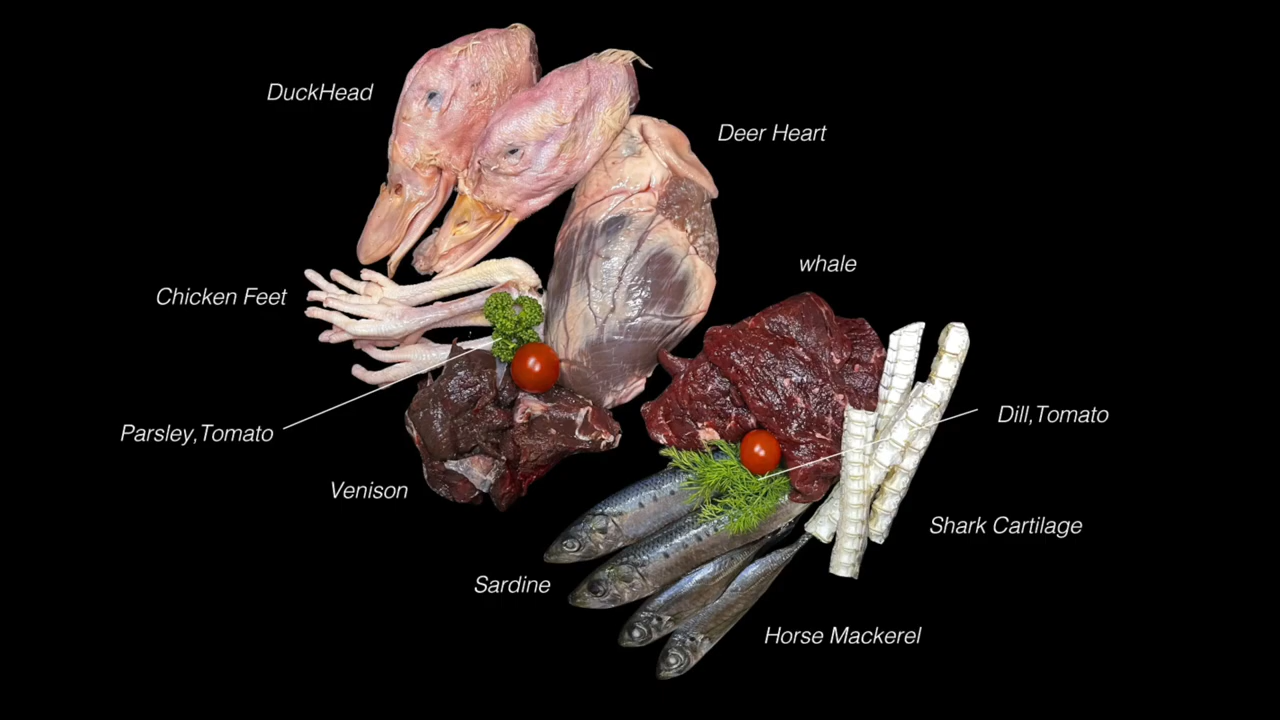 DuckHead
Deer Heart
whale
Chicken Feet
Dill,Tomato
Parsley,Tomato
Venison
Shark Cartilage
Sardine
Horse Mackerel